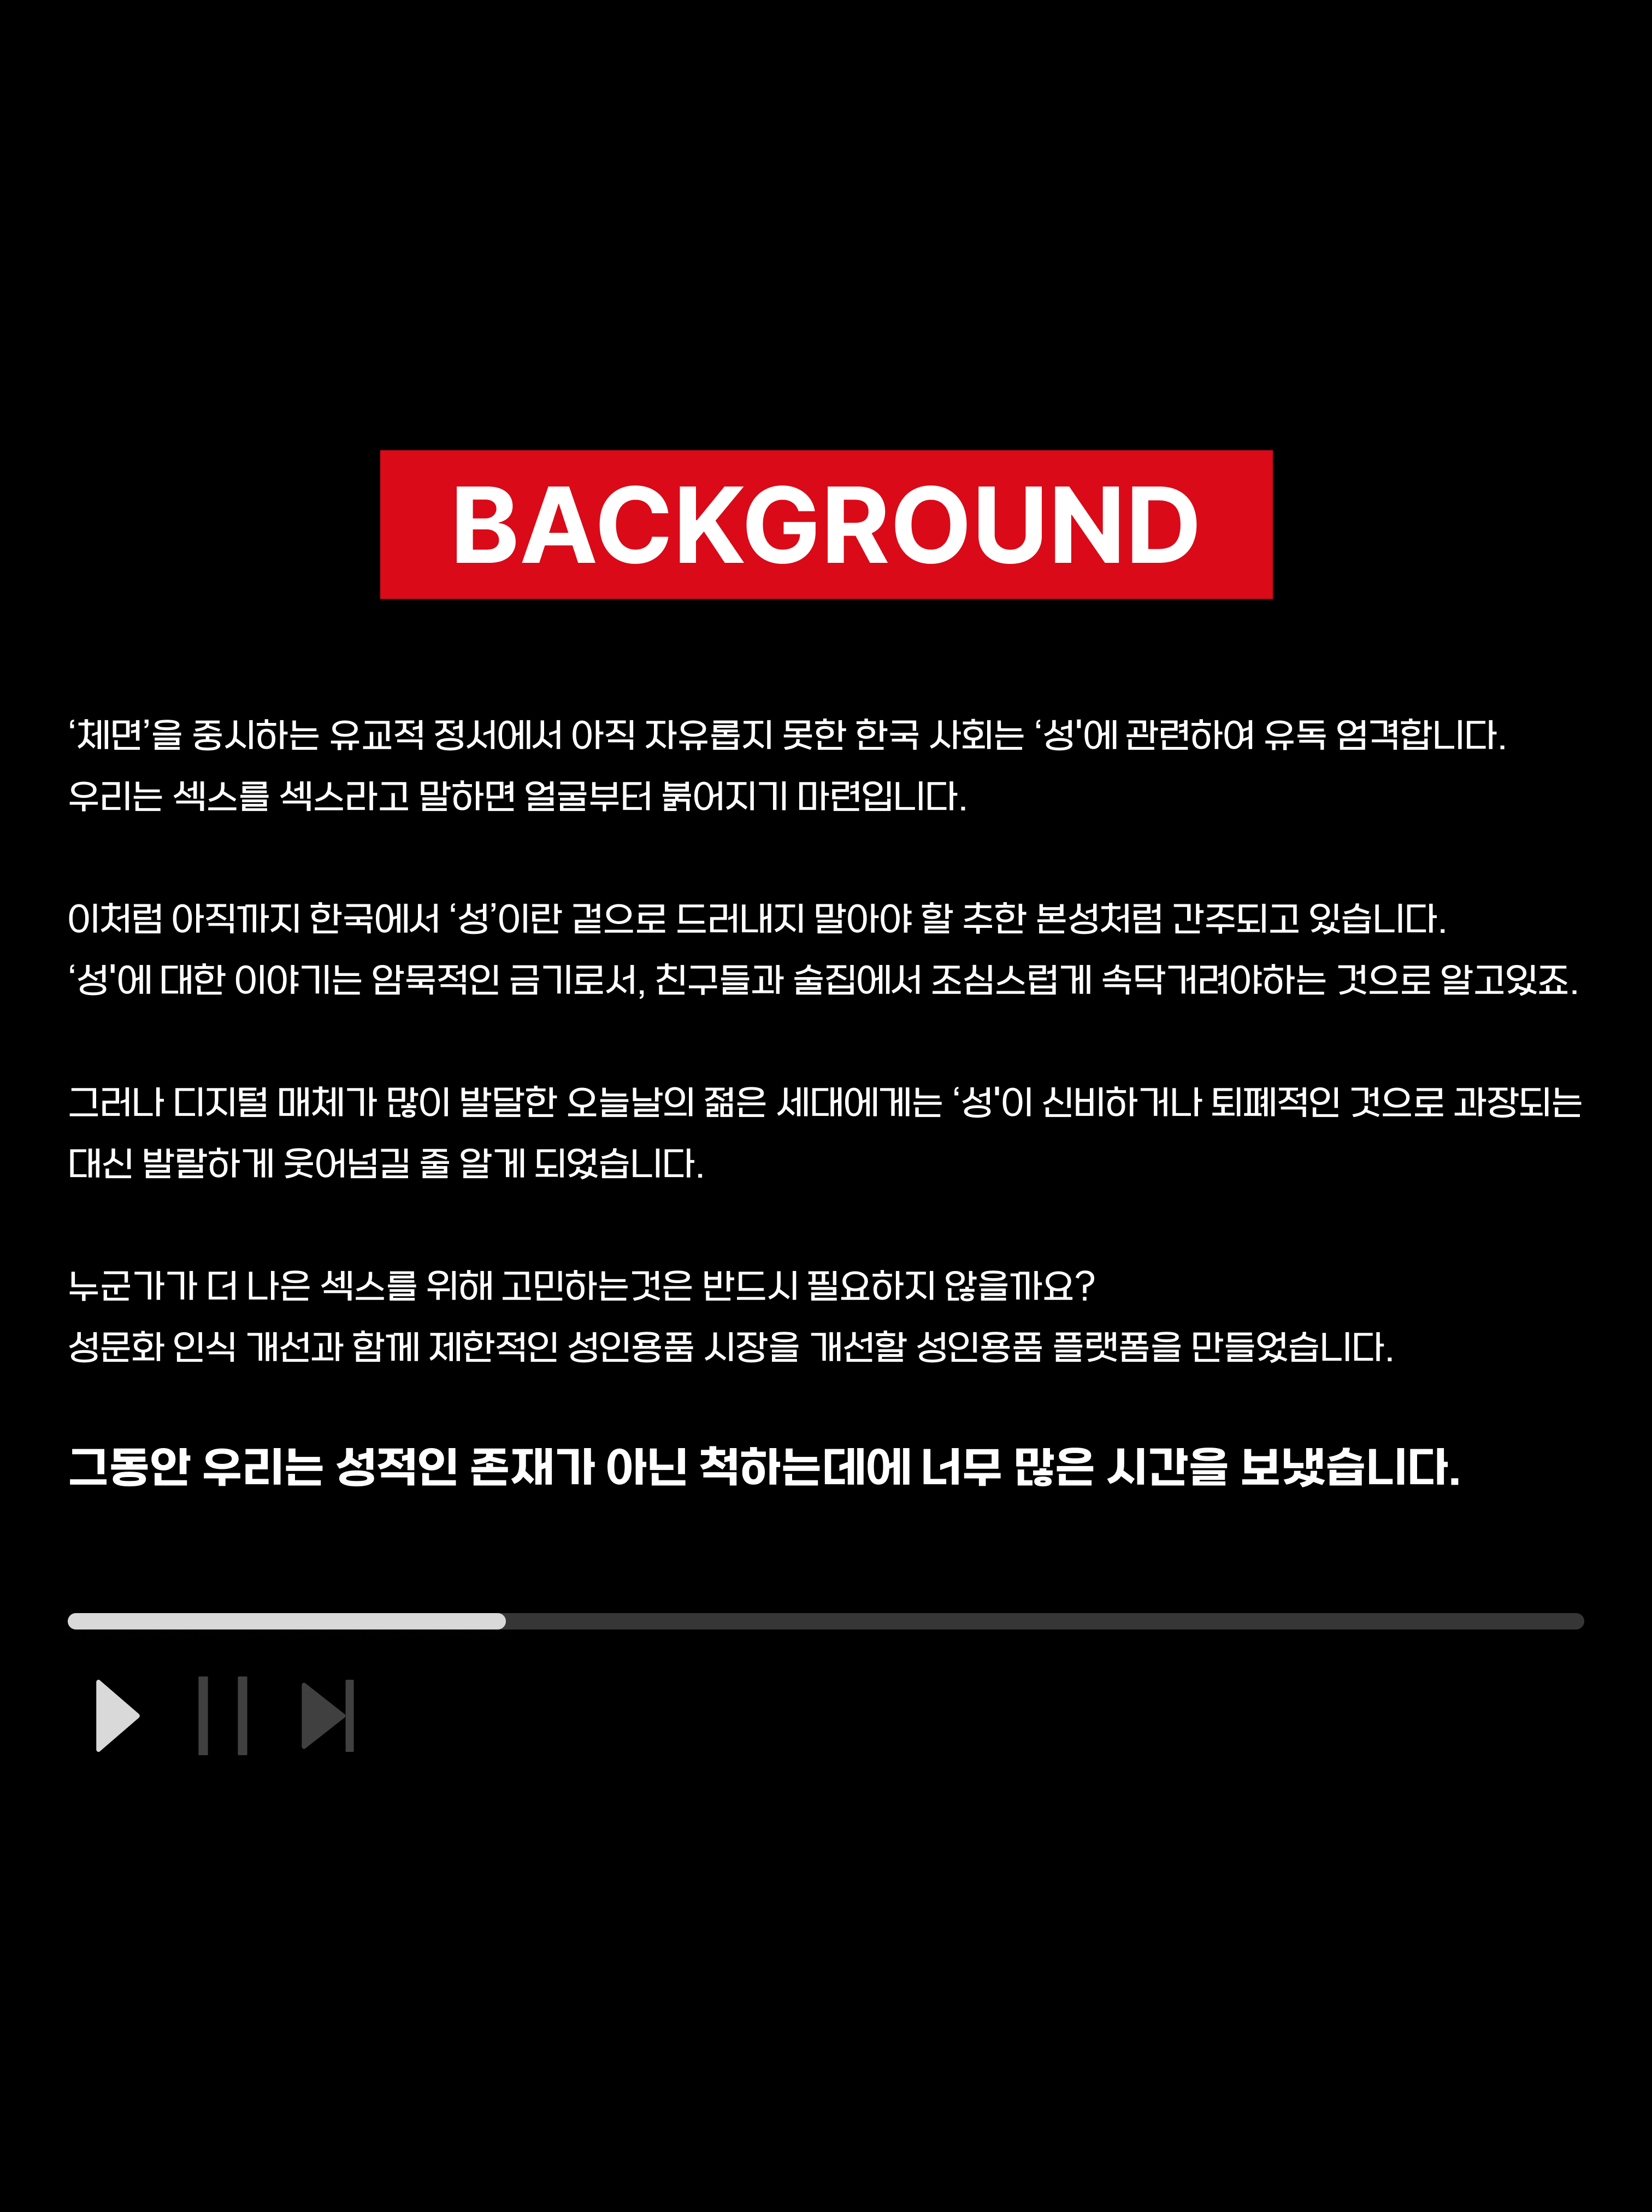 BACKGROUND
‘체면’을 중시하는 유교적 정서에서 아직 자유롭지 못한 한국 사회는 ‘성'에 관련하여 유독 엄격합니다.
우리는 섹스를 섹스라고 말하면 얼굴부터 붉어지기 마련입니다.
이처럼 아직까지 한국에서 ‘성’이란 겉으로 드러내지 말아야 할 추한 본성처럼 간주되고 있습니다.
‘성'에 대한 이야기는 암묵적인 금기로서, 친구들과 술집에서 조심스럽게 속닥거려야하는 것으로 알고있죠.
그러나 디지털 매체가 많이 발달한 오늘날의 젊은 세대에게는 ‘성'이 신비하거나 퇴폐적인 것으로 과장되는
대신 발랄하게 웃어넘길 줄 알게 되었습니다.
누군가가 더 나은 섹스를 위해 고민하는것은 반드시 필요하지 않을까요?
성문화 인식 개선과 함께 제한적인 성인용품 시장을 개선할 성인용품 플랫폼을 만들었습니다.
그동안 우리는 성적인 존재가 아닌 척하는데에 너무 많은 시간을 보냈습니다.